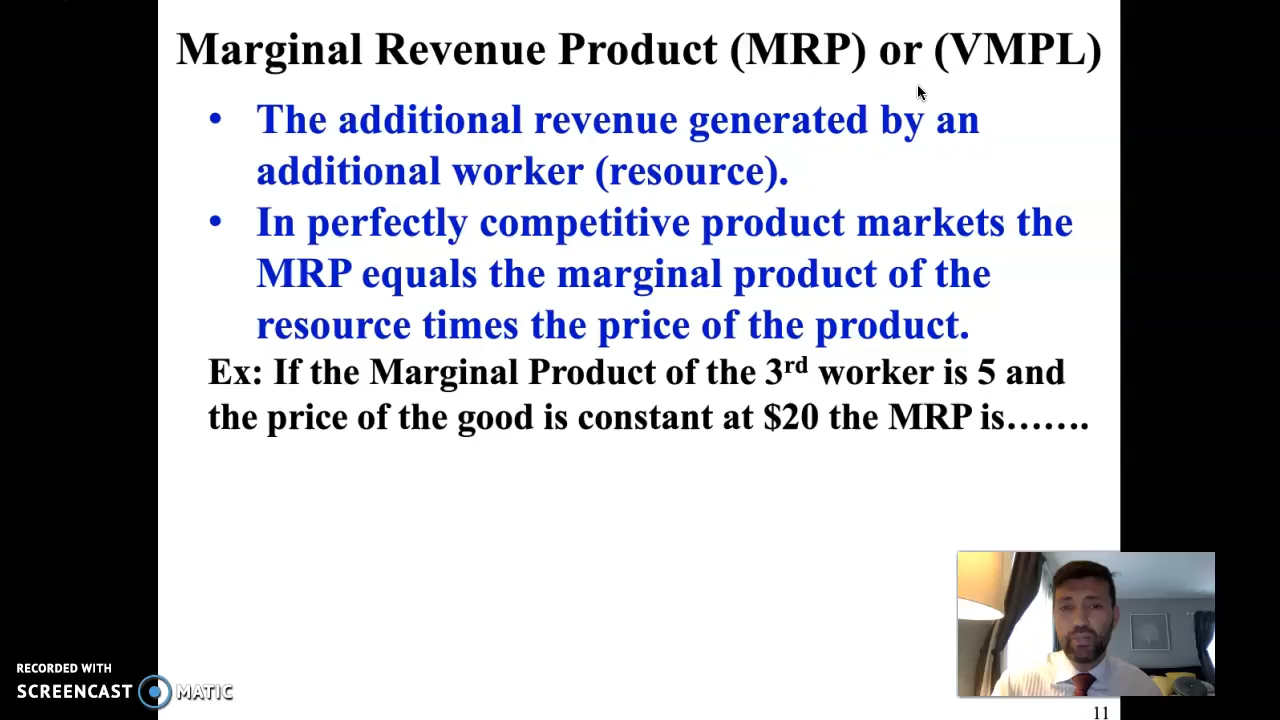 Marginal Revenue Product (MRP) or (VMPL)
• The additional revenue generated by an
additional worker (resource).
• In perfectly competitive product markets the
MRP equals the marginal product of the
resource times the price of the product.
Ex: If the Marginal Product of the 3rd worker is 5 and
the price of the good is constant at $20 the MRP is…….
RECORDED WITH
SCREENCAST MATIC
11